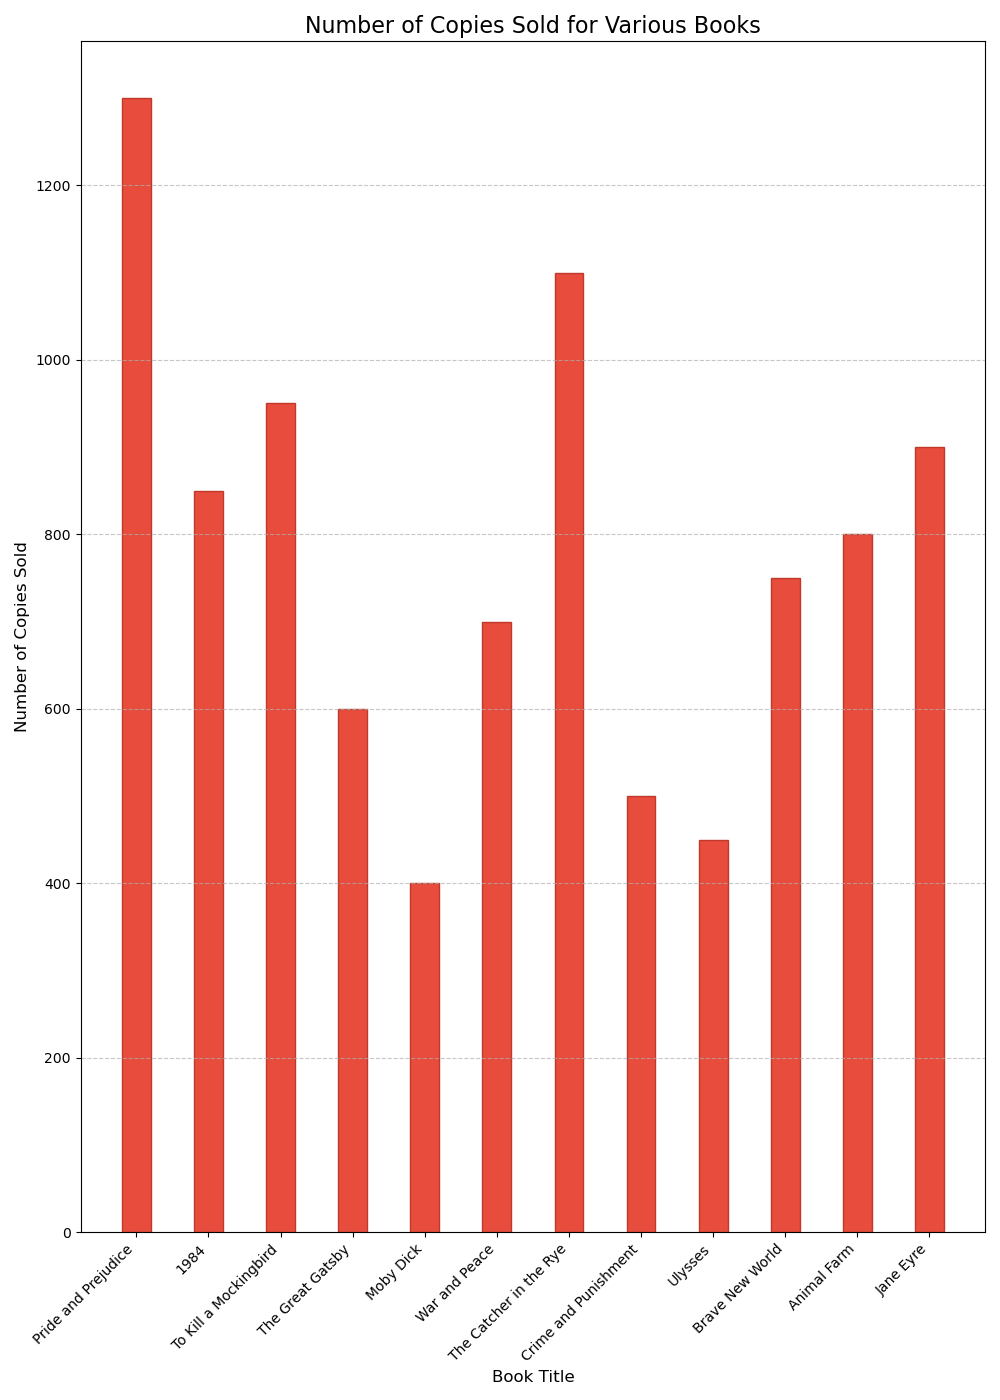 Number of Copies Sold for Various Books
Number of Copies Sold
1200
1000
800
600
400
200
0
Pride and Prejudice
1984
To Kill a Mockingbird
The Great Gatsby
Moby Dick
War and Peace
The Catcher in the Rye
Crime and Punishment
Ulysses
Brave New World
Animal Farm
Jane Eyre
Book Title